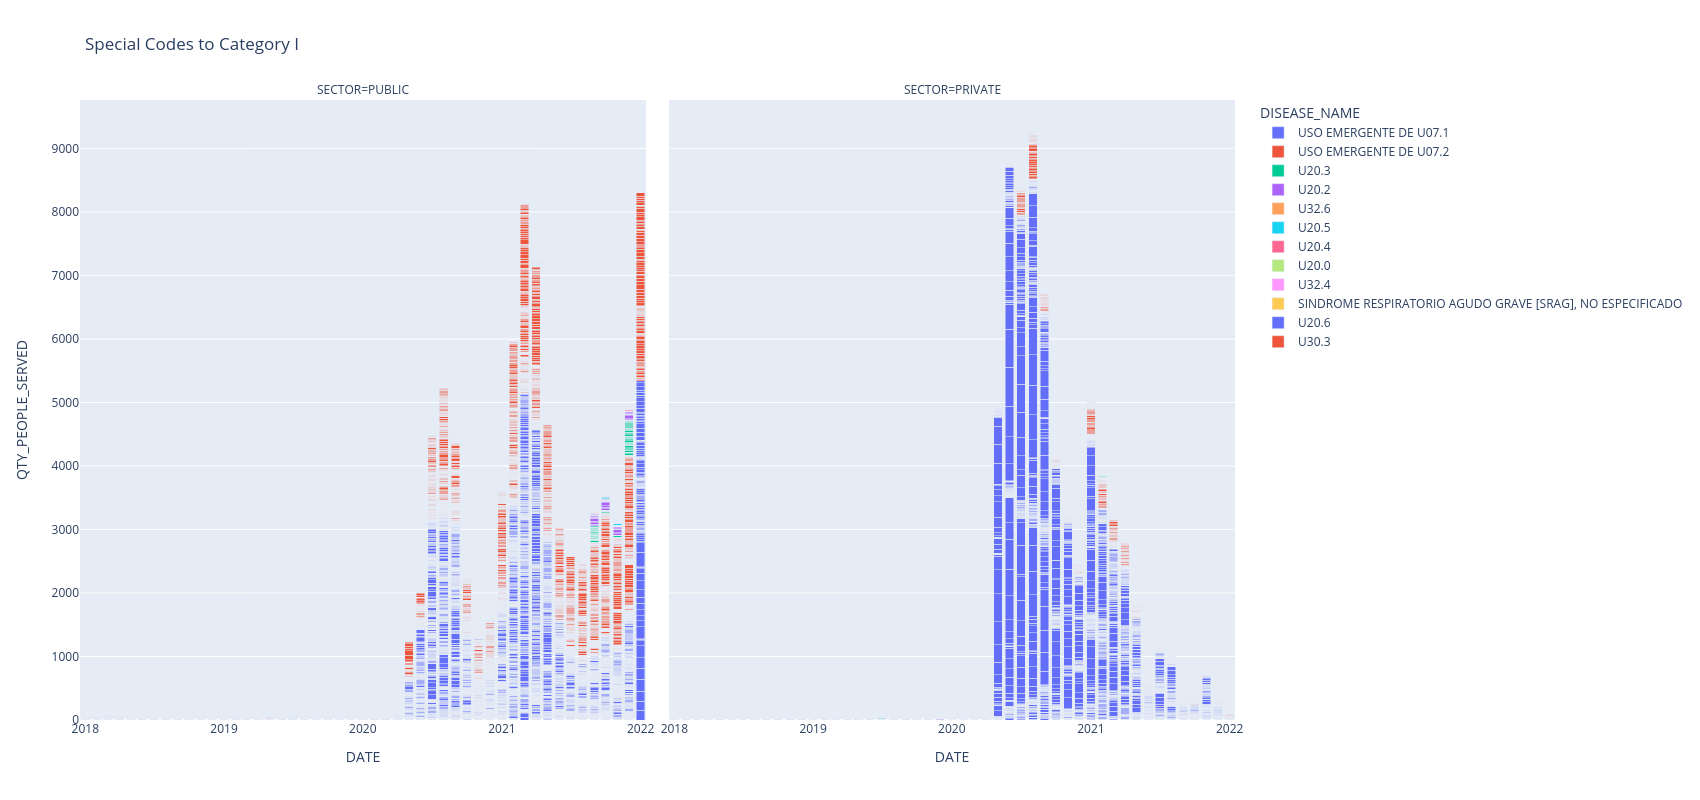 Special Codes to Category I
SECTOR=PUBLIC
SECTOR=PRIVATE
QTY_PEOPLE_SERVED
9000
8000
7000
6000
5000
4000
3000
2000
1000
0
2018
2019
2020
2021
2022
2018
2019
2020
2021
2022
DATE
DATE
DISEASE_NAME
USO EMERGENTE DE U07.1
USO EMERGENTE DE U07.2
U20.3
U20.2
U32.6
U20.5
U20.4
U20.0
U32.4
SINDROME RESPIRATORIO AGUDO GRAVE [SRAG], NO ESPECIFICADO
U20.6
U30.3